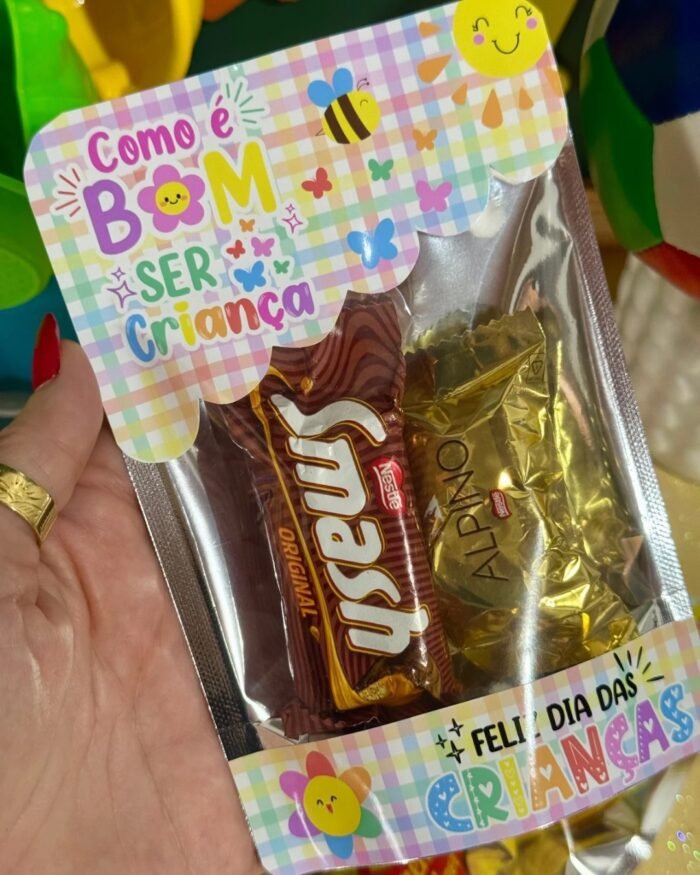 Como é
BOM
SER
Criança
Smash
Nestlé
ORIGINAL
ALPINO
Nestlé
FELIZ DIA DAS
CRIANÇAS